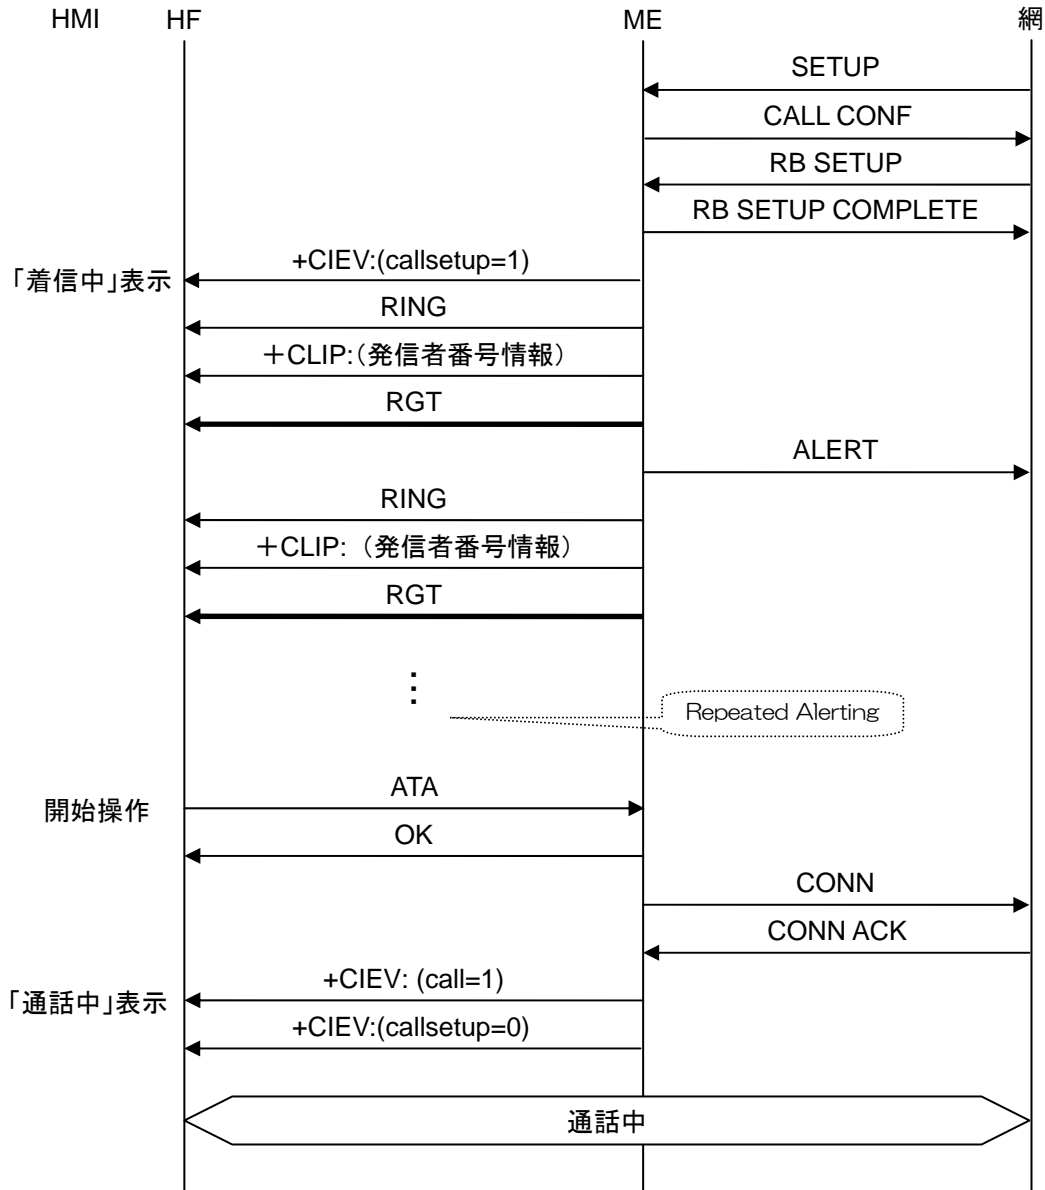 HMI HF ME 網
SETUP
CALL CONF
RB SETUP
RB SETUP COMPLETE
+CIEV:(callsetup=1)
「着信中」表示
RING
＋CLIP:（発信者番号情報）
RGT
ALERT
RING
＋CLIP:（発信者番号情報）
RGT
⋮
Repeated Alerting
ATA
開始操作
OK
CONN
CONN ACK
+CIEV: (call=1)
「通話中」表示
+CIEV:(callsetup=0)
通話中